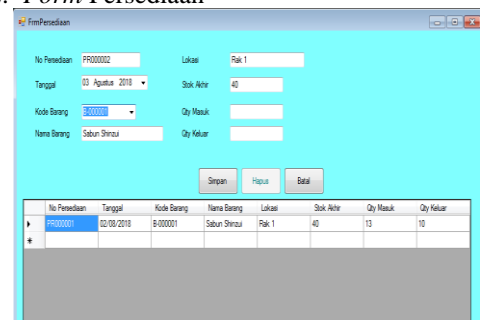 Form Persediaan
FrmPersediaan
No Persediaan PR000002 Lokasi Rak 1
Tanggal 03 Agustus 2018 Stok Akhir 40
Kode Barang B-000001 Qty Masuk
Nama Barang Sabun Shinzui Qty Keluar
Simpan Hapus Batal
No Persediaan Tanggal Kode Barang Nama Barang Lokasi Stok Akhir Qty Masuk Qty Keluar
PR000001 02/08/2018 B-000001 Sabun Shinzui Rak 1 40 13 10